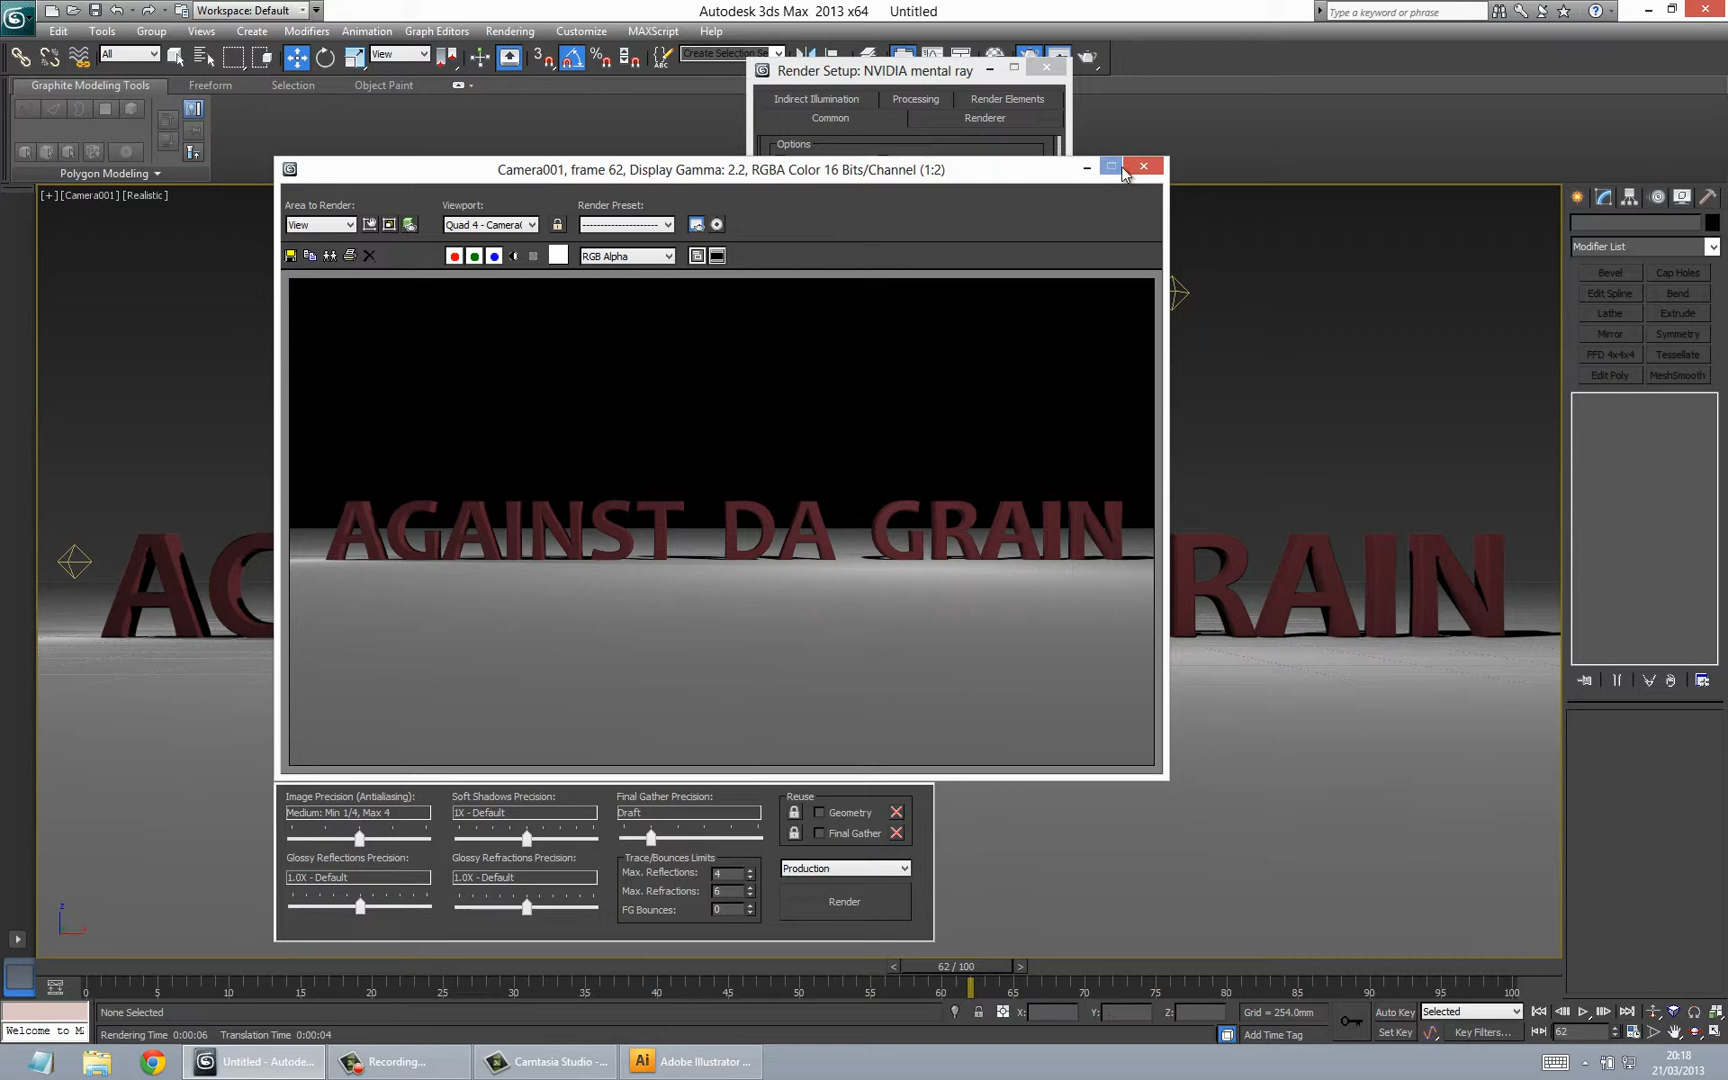 Workspace: Default
Autodesk 3ds Max 2013 x64 Untitled
Type a keyword or phrase
Edit Tools Group Views Create Modifiers Animation Graph Editors Rendering Customize MAXScript Help
All
View
Create Selection Se
Graphite Modeling Tools Freeform Selection Object Paint
Polygon Modeling
Render Setup: NVIDIA mental ray
Indirect Illumination Processing Render Elements
Common Renderer
Options
[+] [Camera001] [Realistic]
Camera001, frame 62, Display Gamma: 2.2, RGBA Color 16 Bits/Channel (1:2)
Area to Render: Viewport: Render Preset:
View
Quad 4 - Camera(
RGB Alpha
AGAINST DA GRAIN
AG
RAIN
Modifier List
Bevel Cap Holes
Edit Spline Bend
Lathe Extrude
Mirror Symmetry
FFD 4x4x4 Tessellate
Edit Poly MeshSmooth
Image Precision (Antialiasing): Soft Shadows Precision: Final Gather Precision: Reuse
Medium: Min 1/4, Max 4 1X - Default Draft Geometry
Final Gather
Glossy Reflections Precision: Glossy Refractions Precision: Trace/Bounces Limits
1.0X - Default 1.0X - Default
Max. Reflections: 4
Max. Refractions: 6
FG Bounces: 0
Production
Render
z
62 / 100
0 5 10 15 20 25 30 35 40 45 50 55 60 65 70 75 80 85 90 95 100
None Selected X: Y: Z: Grid = 254.0mm Auto Key Selected
Welcome to M
Rendering Time 0:00:06 Translation Time 0:00:04 Add Time Tag Set Key Key Filters... 62
Untitled - Autode... Recording... Camtasia Studio -... Ai Adobe Illustrator ...
20:18
21/03/2013